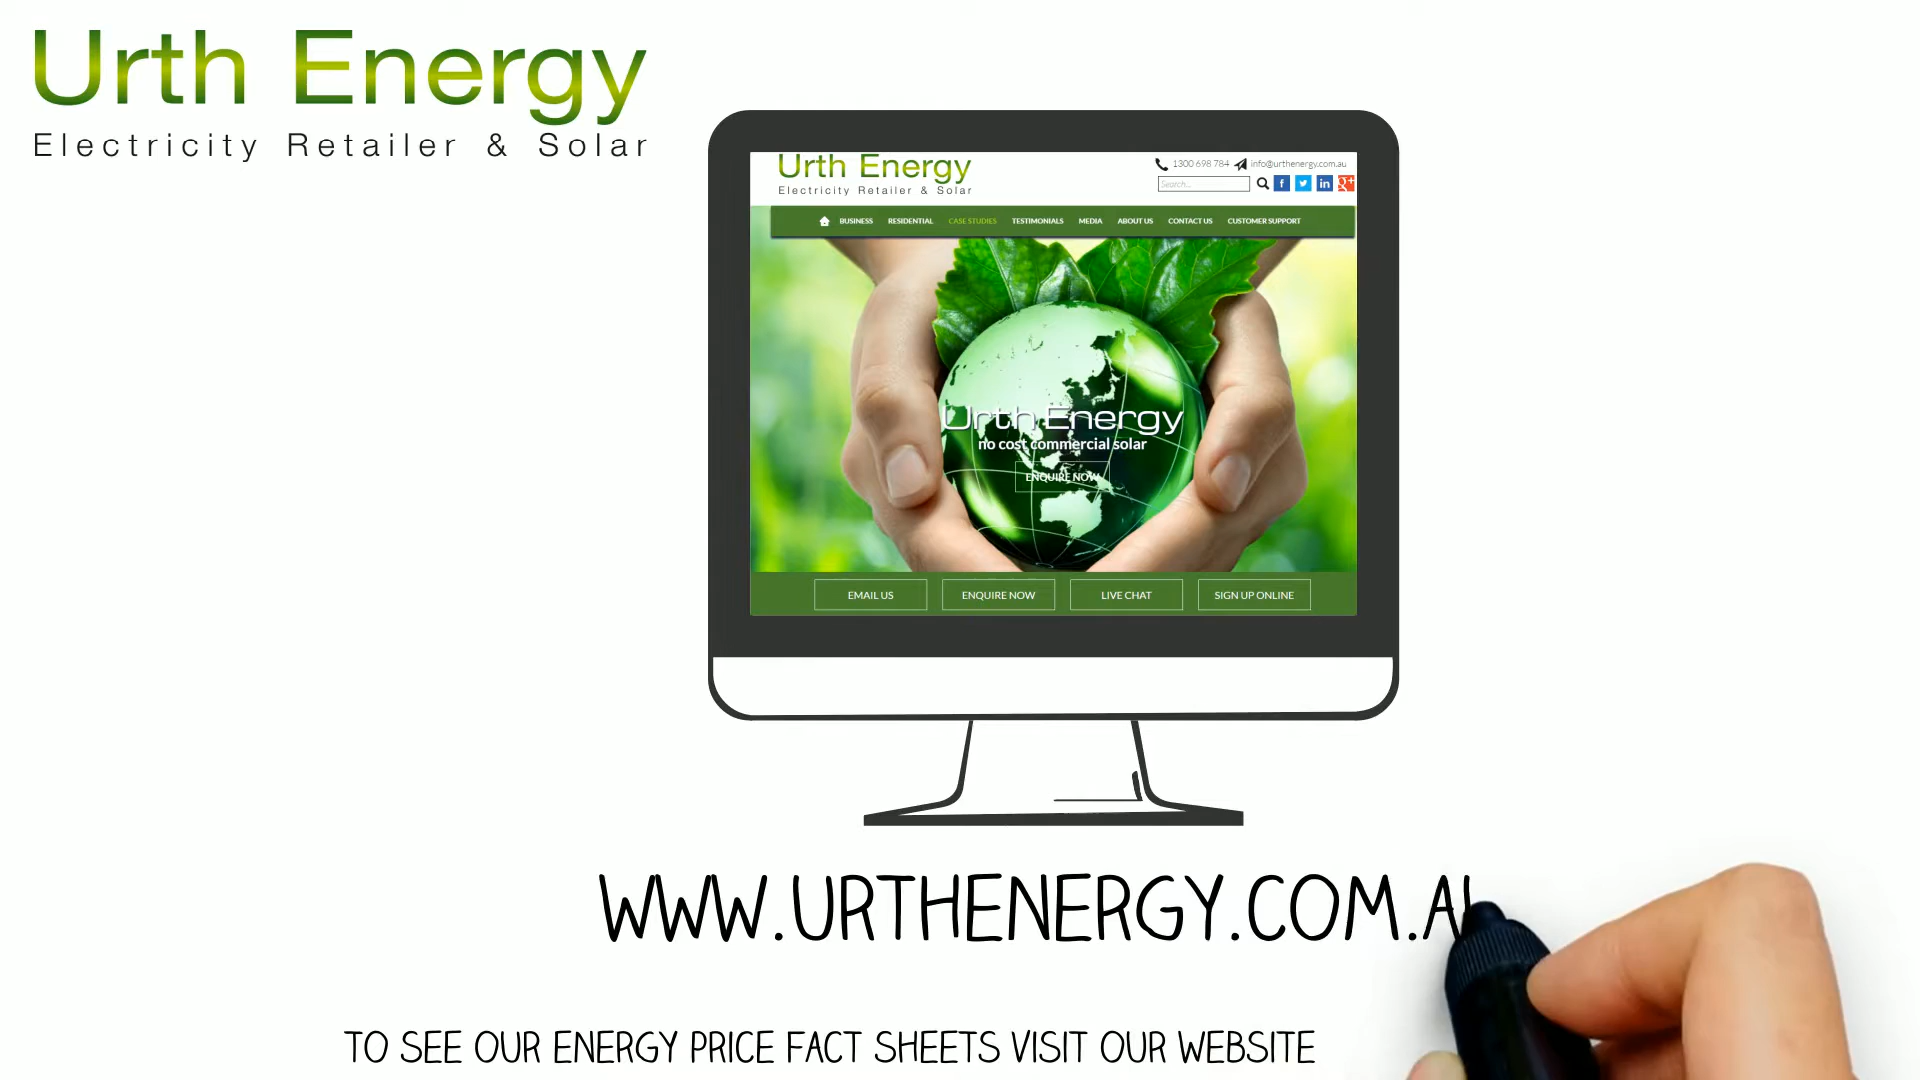 Urth Energy
Electricity Retailer & Solar
Urth Energy
Electricity Retailer & Solar
1300 698 784 info@urthenergy.com.au
Search...
BUSINESS RESIDENTIAL CASE STUDIES TESTIMONIALS MEDIA ABOUT US CONTACT US CUSTOMER SUPPORT
Urth Energy
no cost commercial solar
ENQUIRE NOW
EMAIL US ENQUIRE NOW LIVE CHAT SIGN UP ONLINE
WWW.URTHENERGY.COM.AU
TO SEE OUR ENERGY PRICE FACT SHEETS VISIT OUR WEBSITE